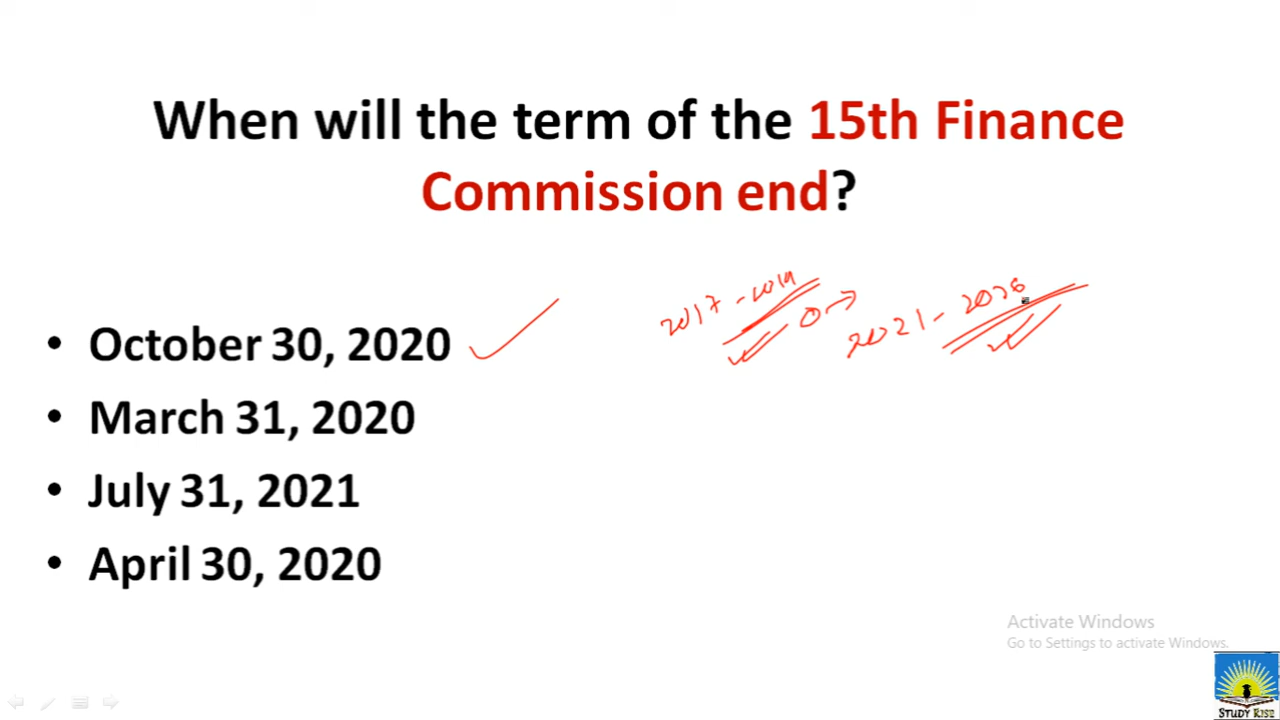 When will the term of the 15th Finance
Commission end?
2017 - 2019
2021 - 2026
• October 30, 2020
• March 31, 2020
• July 31, 2021
• April 30, 2020
Activate Windows
Go to Settings to activate Windows.
STUDY RISE